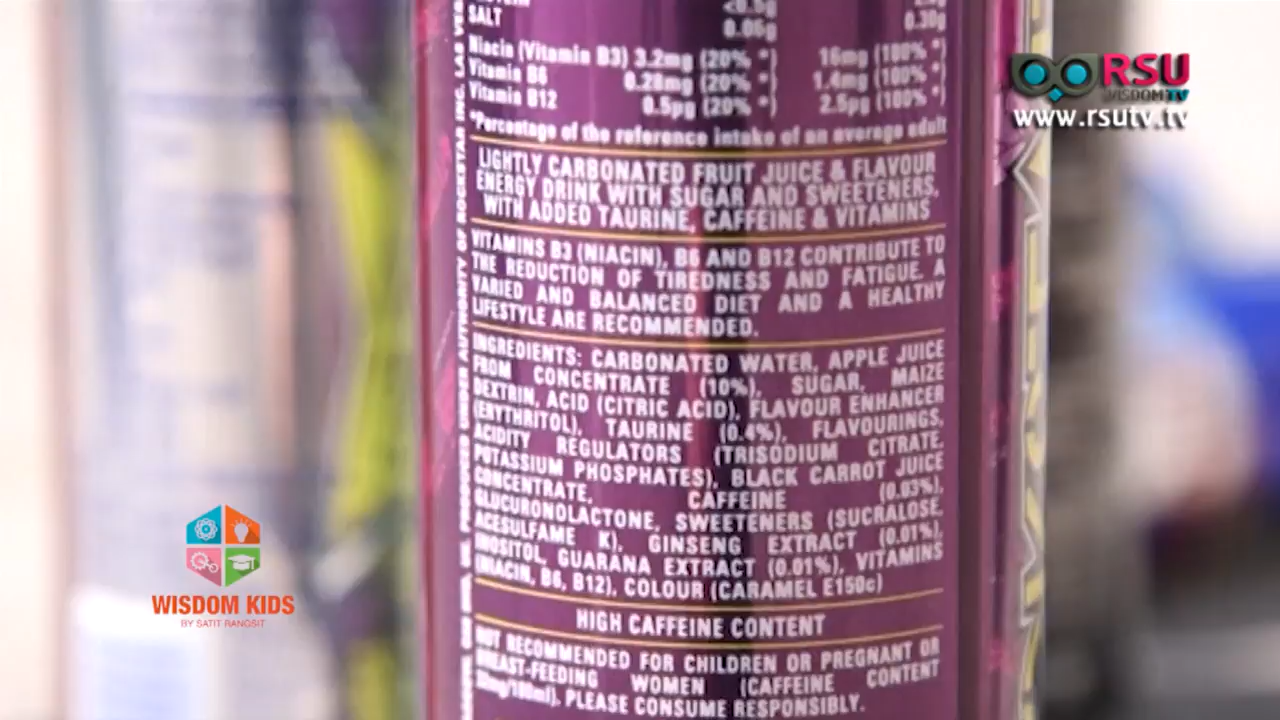 SALT 0.06g 0.30g
Niacin (Vitamin B3) 3.2mg (20% *) 16mg (100% *)
Vitamin B6 0.28mg (20% *) 1.4mg (100% *)
Vitamin B12 0.5µg (20% *) 2.5µg (100% *)
*Percentage of the reference intake of an average adult
LIGHTLY CARBONATED FRUIT JUICE & FLAVOUR
ENERGY DRINK WITH SUGAR AND SWEETENERS,
WITH ADDED TAURINE, CAFFEINE & VITAMINS
VITAMINS B3 (NIACIN), B6 AND B12 CONTRIBUTE TO
THE REDUCTION OF TIREDNESS AND FATIGUE. A
VARIED AND BALANCED DIET AND A HEALTHY
LIFESTYLE ARE RECOMMENDED.
INGREDIENTS: CARBONATED WATER, APPLE JUICE
FROM CONCENTRATE (10%), SUGAR, MAIZE
DEXTRIN, ACID (CITRIC ACID), FLAVOUR ENHANCER
(ERYTHRITOL), TAURINE (0.4%), FLAVOURINGS,
ACIDITY REGULATORS (TRISODIUM CITRATE,
POTASSIUM PHOSPHATES), BLACK CARROT JUICE
CONCENTRATE, CAFFEINE (0.03%),
GLUCURONOLACTONE, SWEETENERS (SUCRALOSE,
ACESULFAME K), GINSENG EXTRACT (0.01%),
INOSITOL, GUARANA EXTRACT (0.01%), VITAMINS
(NIACIN, B6, B12), COLOUR (CARAMEL E150c)
HIGH CAFFEINE CONTENT
NOT RECOMMENDED FOR CHILDREN OR PREGNANT OR
BREAST-FEEDING WOMEN (CAFFEINE CONTENT
32mg/100ml). PLEASE CONSUME RESPONSIBLY.
UNDER AUTHORITY OF ROCKSTAR INC. LAS
RSU
WISDOM TV
www.rsutv.tv
WISDOM KIDS
BY SATIT RANGSIT